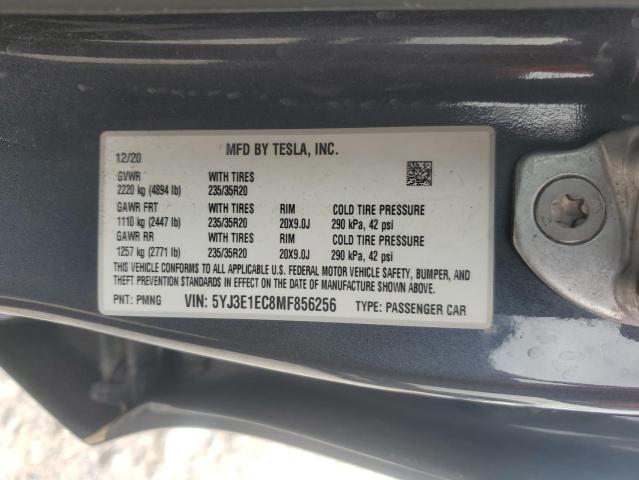 MFD BY TESLA, INC.
12/20
GVWR WITH TIRES
2220 kg (4894 lb) 235/35R20
GAWR FRT WITH TIRES RIM COLD TIRE PRESSURE
1110 kg (2447 lb) 235/35R20 20X9.0J 290 kPa, 42 psi
GAWR RR WITH TIRES RIM COLD TIRE PRESSURE
1257 kg (2771 lb) 235/35R20 20X9.0J 290 kPa, 42 psi
THIS VEHICLE CONFORMS TO ALL APPLICABLE U.S. FEDERAL MOTOR VEHICLE SAFETY, BUMPER, AND
THEFT PREVENTION STANDARDS IN EFFECT ON THE DATE OF MANUFACTURE SHOWN ABOVE.
PNT: PMNG VIN: 5YJ3E1EC8MF856256 TYPE: PASSENGER CAR